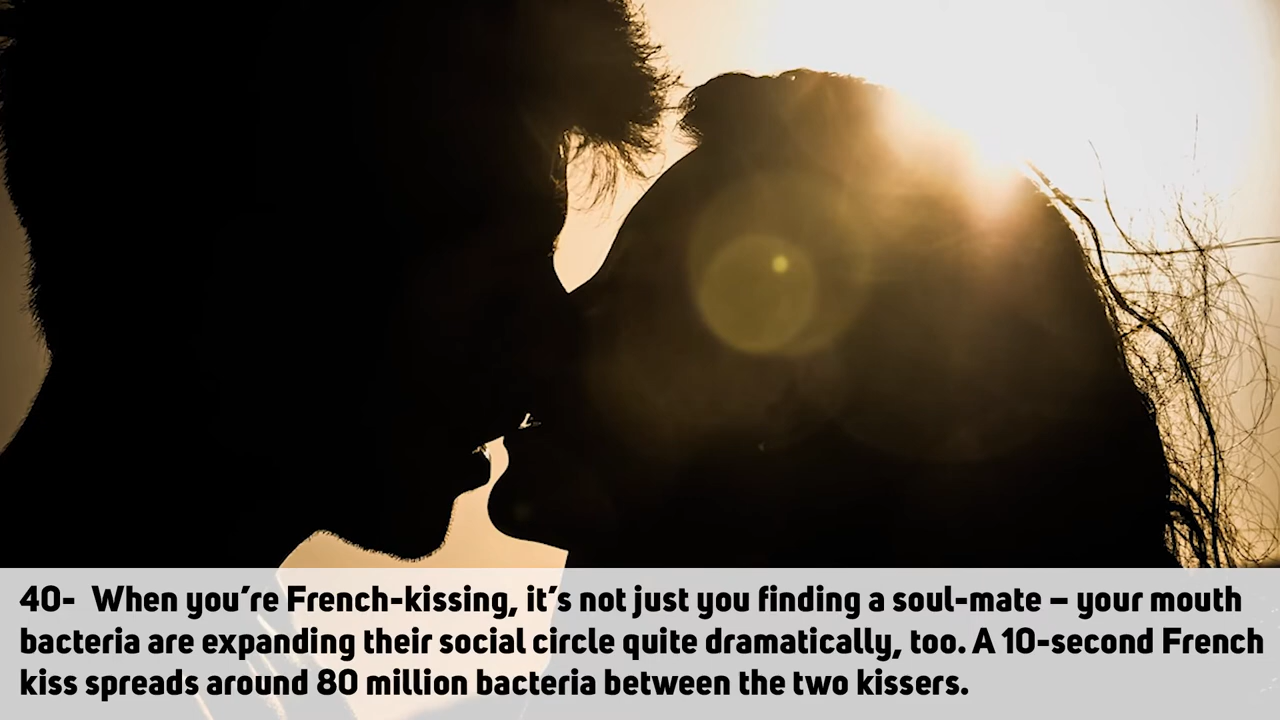 40-  When you’re French-kissing, it’s not just you finding a soul-mate – your mouth
bacteria are expanding their social circle quite dramatically, too. A 10-second French
kiss spreads around 80 million bacteria between the two kissers.